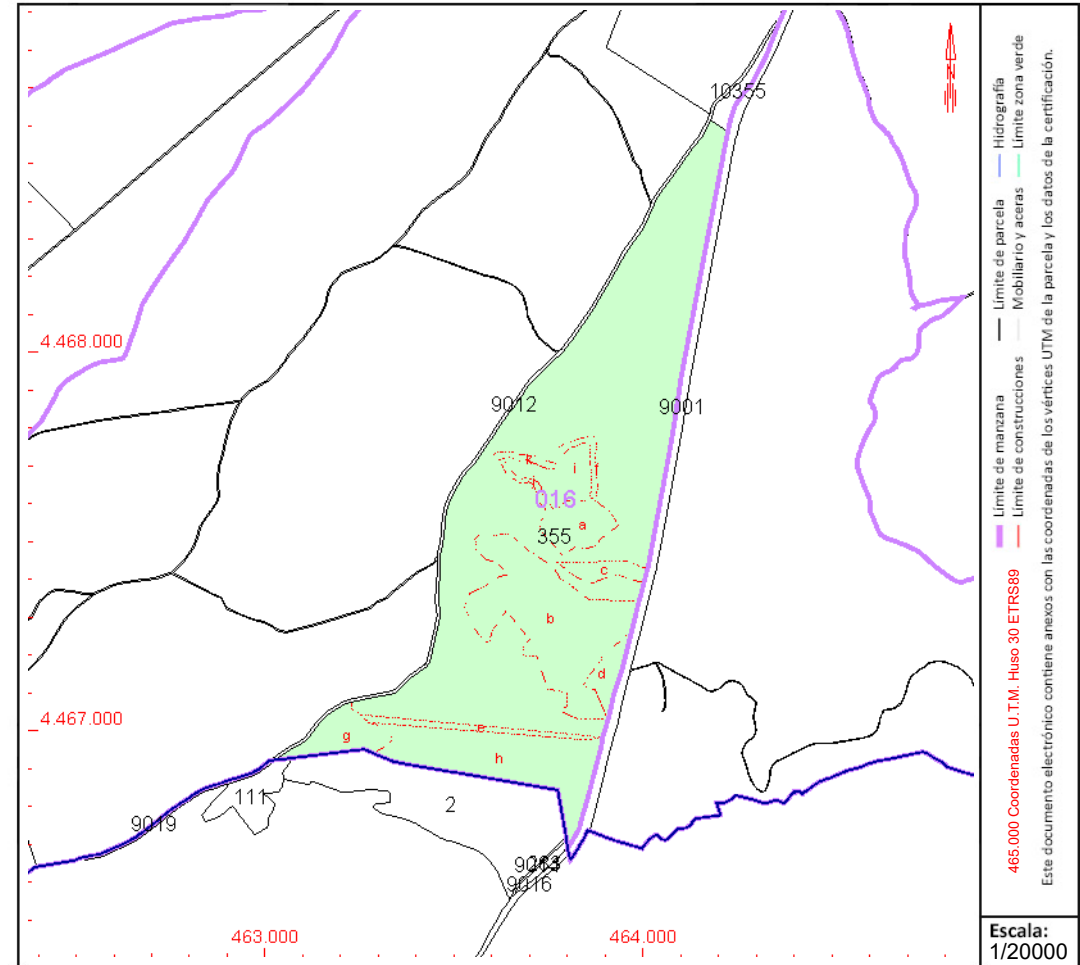 10355
4.468.000
9012
9001
k
i
f
j
016
a
355
c
b
d
4.467.000
e
g
h
111
2
9019
9016
463.000
464.000
N
465.000 Coordenadas U.T.M. Huso 30 ETRS89
Límite de manzana
Límite de parcela
Hidrografía
Límite de construcciones
Mobiliario y aceras
Límite zona verde
Este documento electrónico contiene anexos con las coordenadas de los vértices UTM de la parcela y los datos de la certificación.
Escala:
1/20000